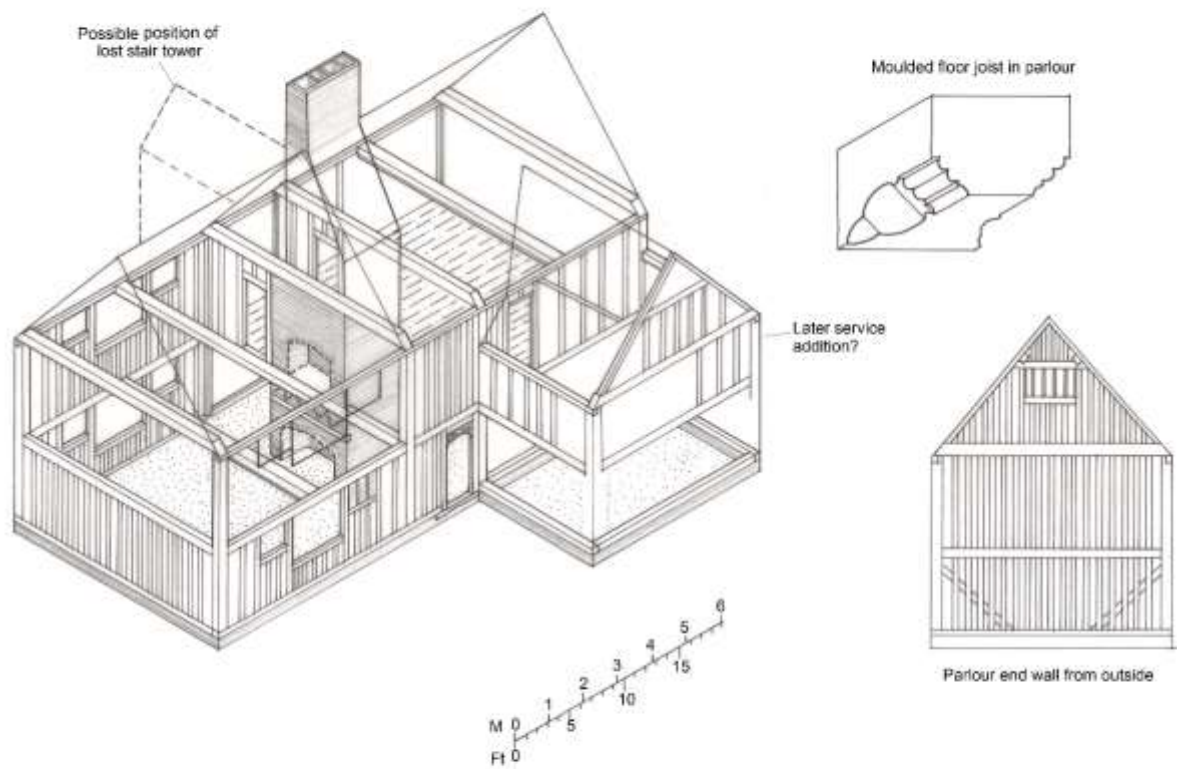 Possible position of
lost stair tower
Moulded floor joist in parlour
Later service
addition?
Parlour end wall from outside
M 0 1 2 3 4 5 6
Ft 0 5 10 15